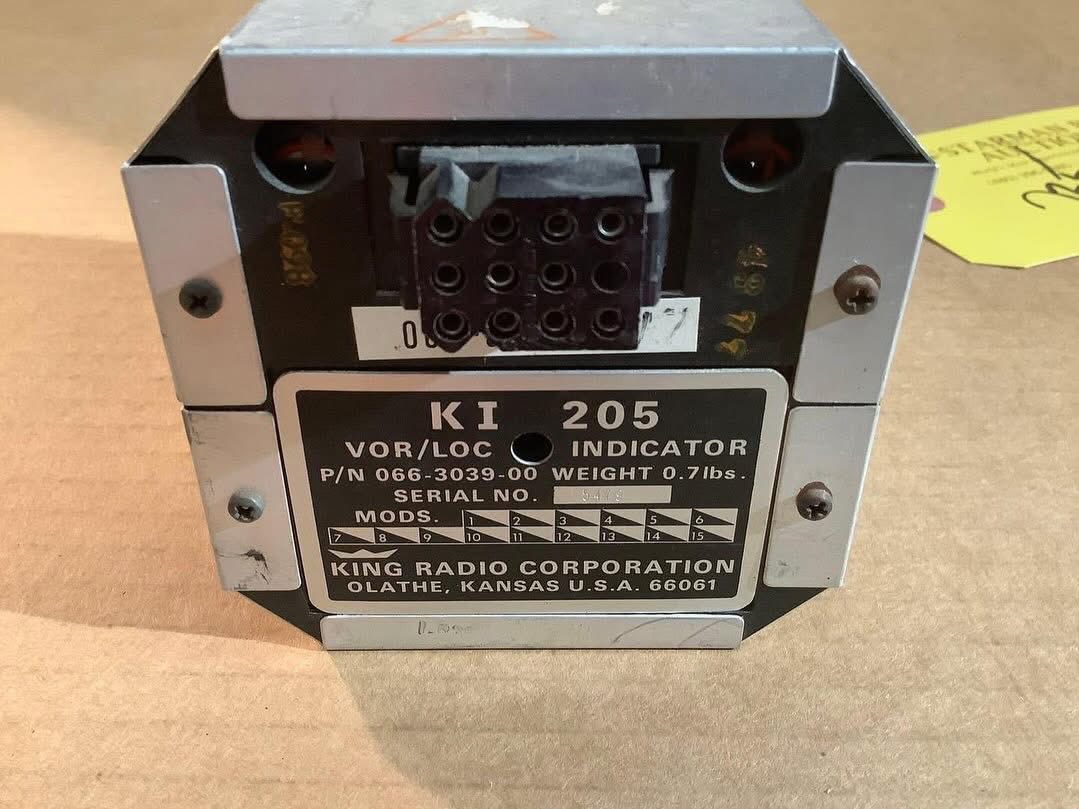 STARMAN B
KI 205
VOR/LOC INDICATOR
P/N 066-3039-00 WEIGHT 0.7lbs.
SERIAL NO.
MODS. 1 2 3 4 5 6
7 8 9 10 11 12 13 14 15
KING RADIO CORPORATION
OLATHE, KANSAS U.S.A. 66061